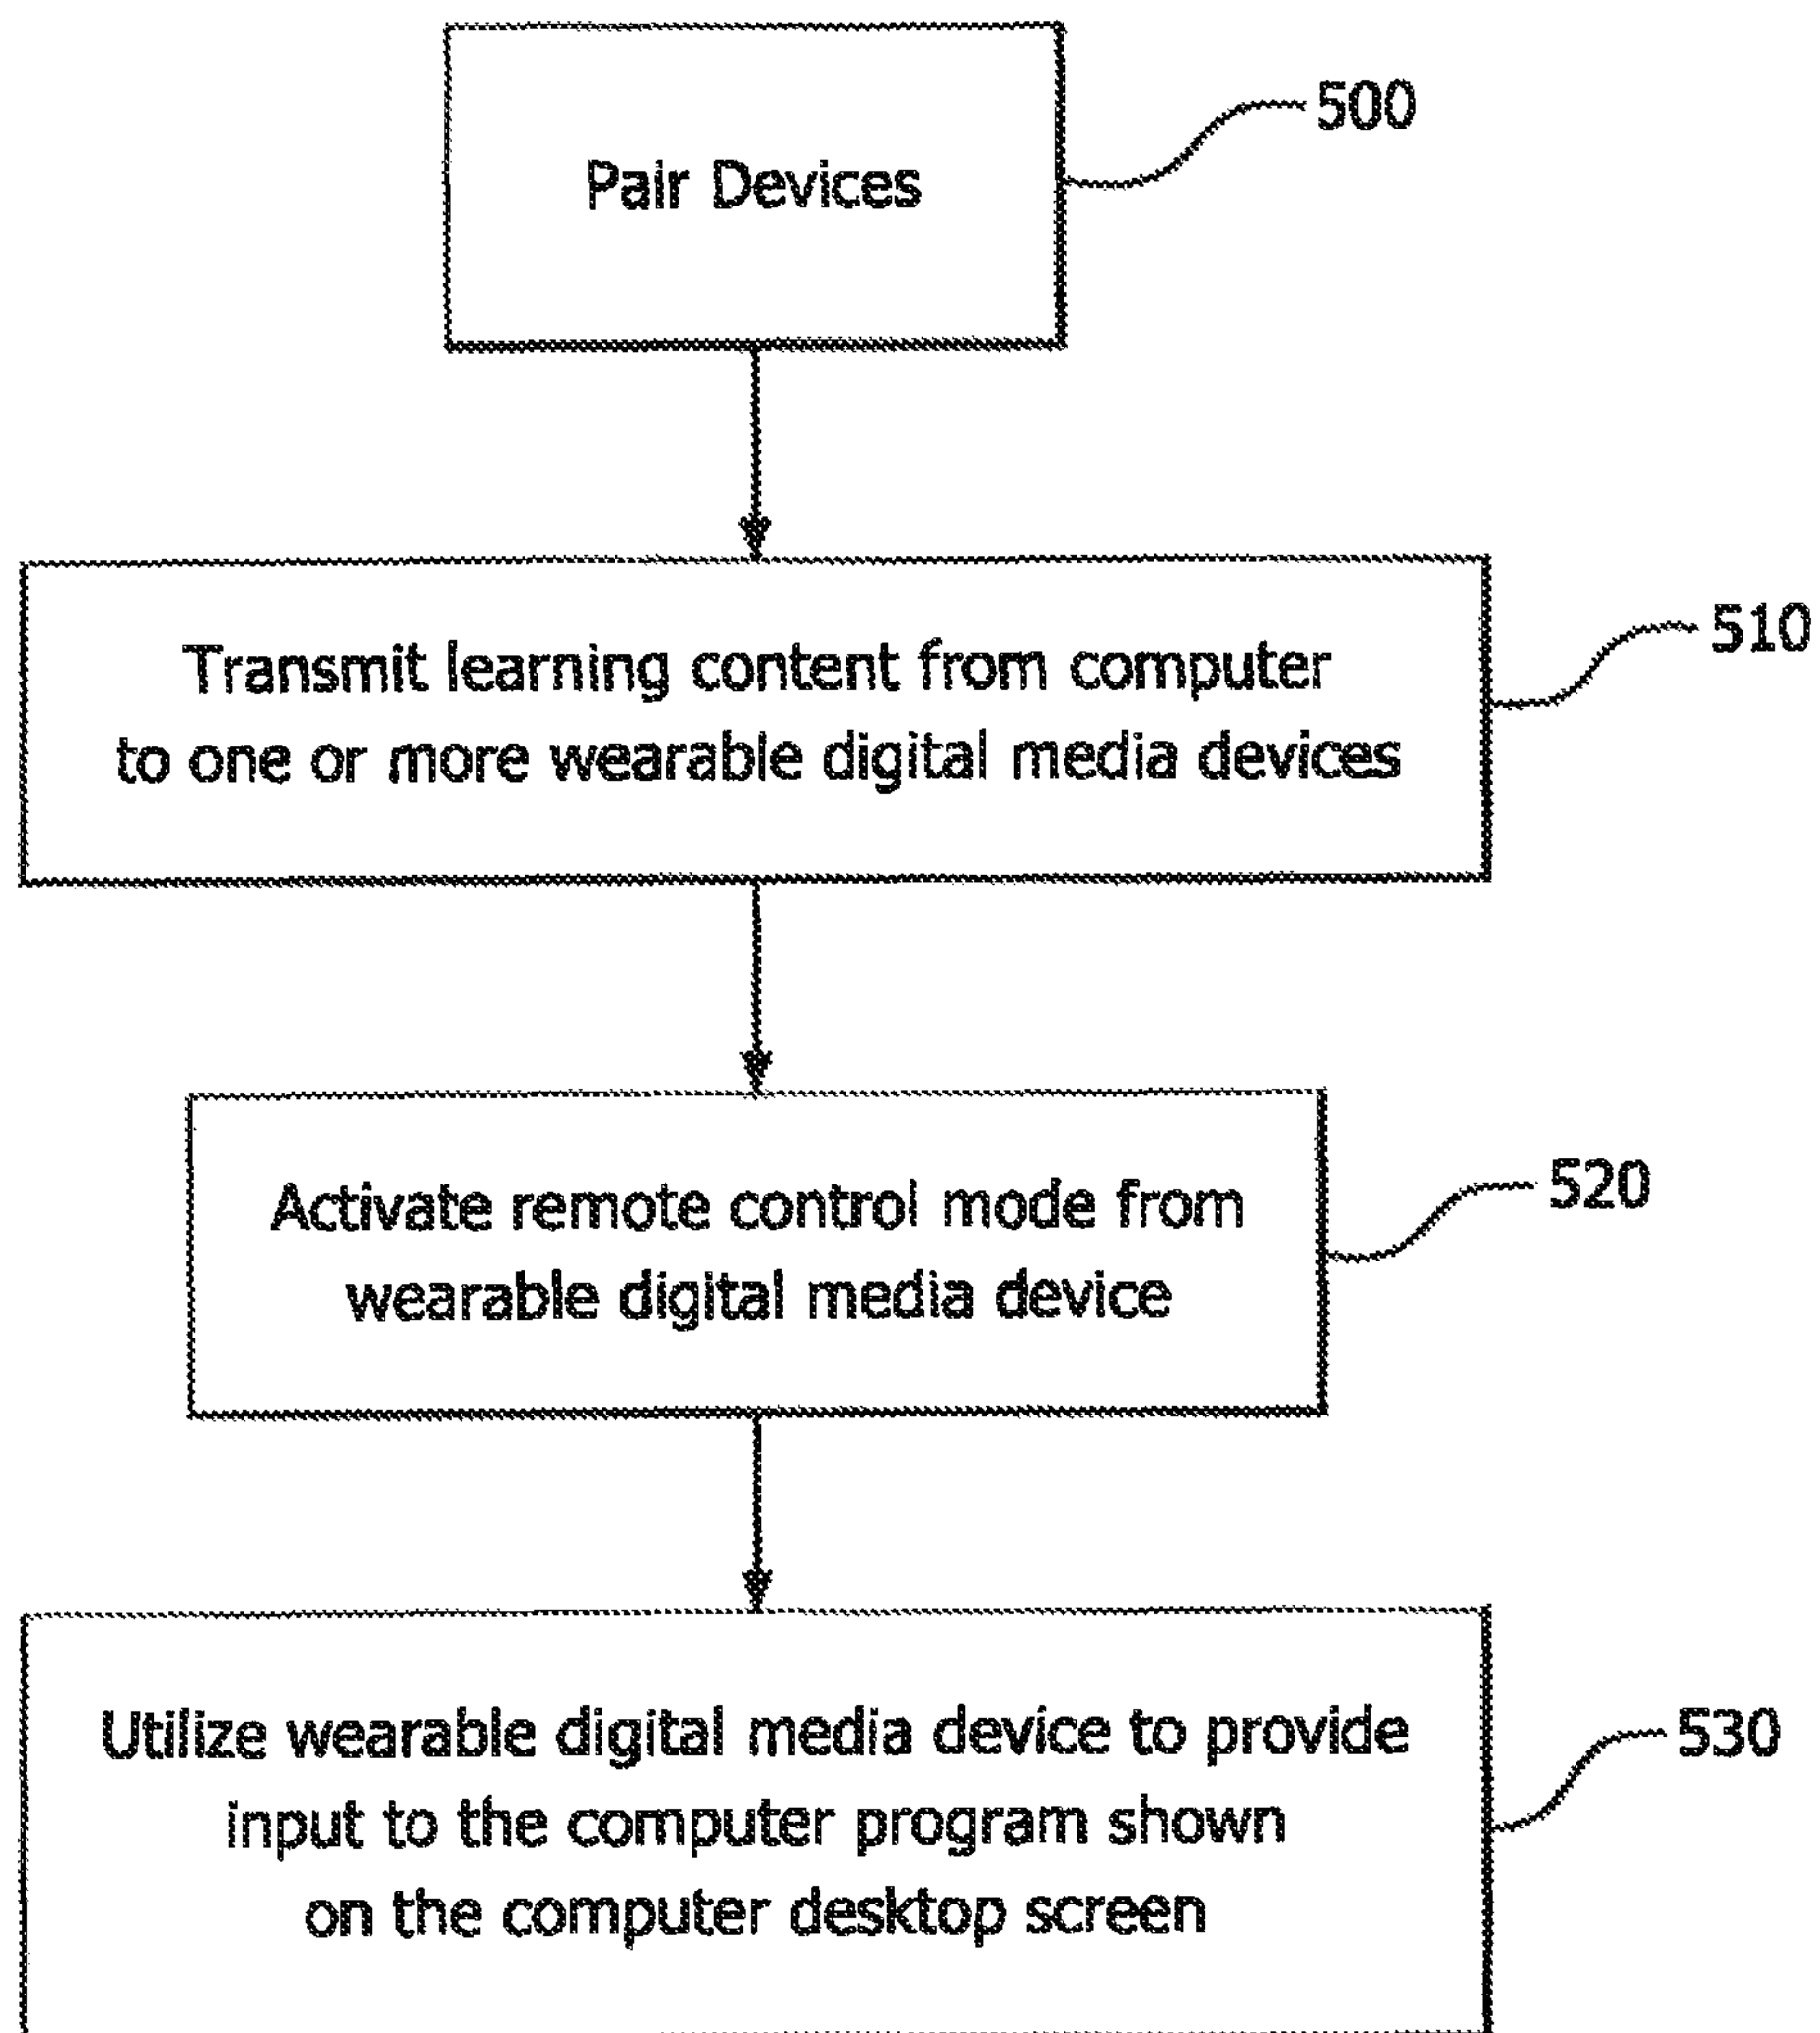 Pair Devices
500
Transmit learning content from computer
to one or more wearable digital media devices
510
Activate remote control mode from
wearable digital media device
520
Utilize wearable digital media device to provide
input to the computer program shown
on the computer desktop screen
530